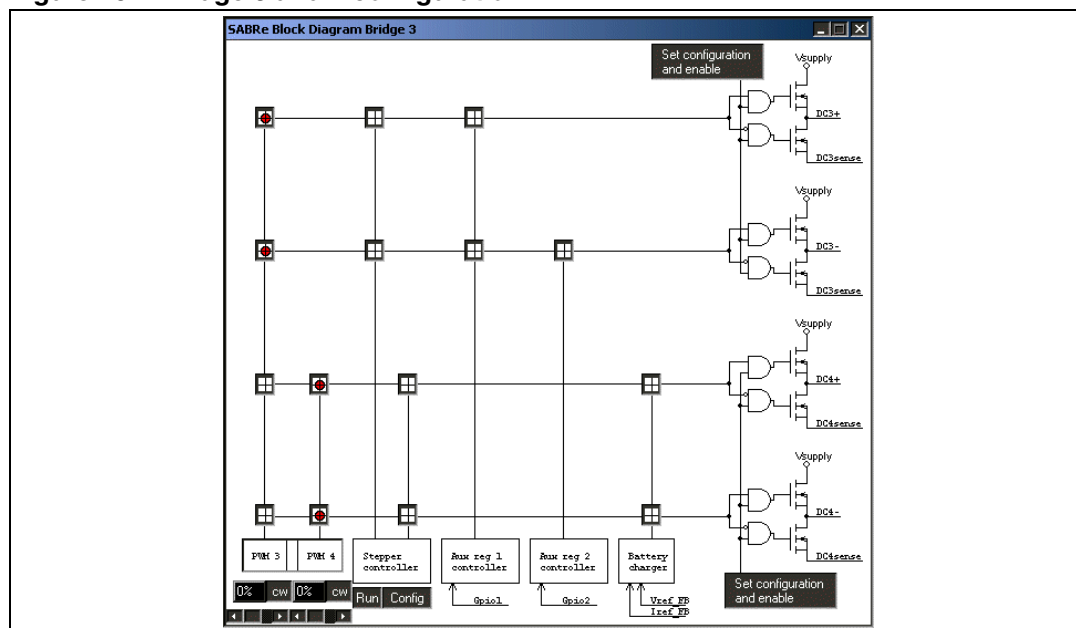 SABRe Block Diagram Bridge 3
Set configuration
and enable
Vsupply
DC3+
DC3sense
Vsupply
DC3-
DC3sense
Vsupply
DC4+
DC4sense
Vsupply
DC4-
DC4sense
PWM 3
PWM 4
Stepper
controller
Aux reg 1
controller
Aux reg 2
controller
Battery
charger
Set configuration
and enable
0%
cw
0%
cw
Run
Config
Gpio1
Gpio2
Vref_FB
Iref_FB